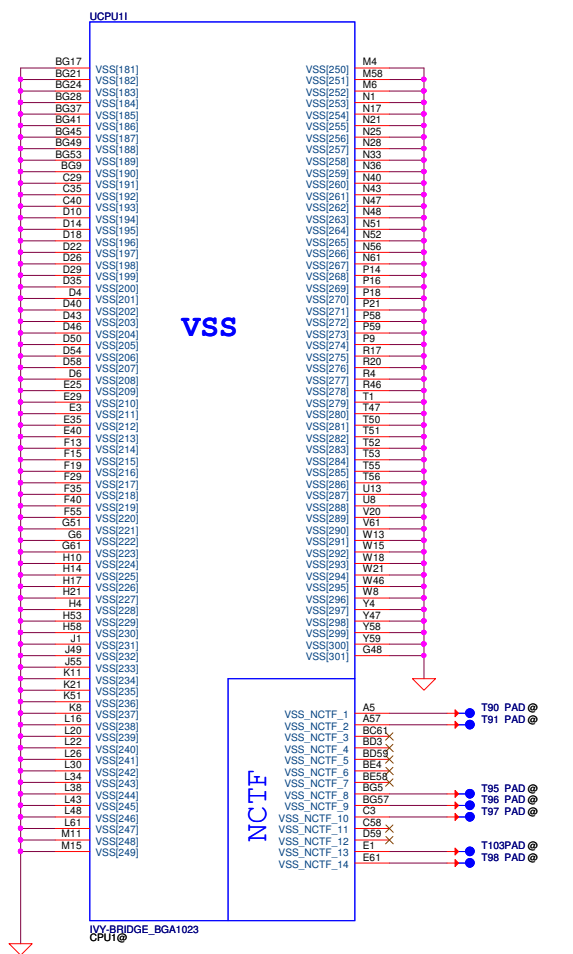 UCPU1I
BG17 VSS[181] VSS[250] M4
BG21 VSS[182] VSS[251] M58
BG24 VSS[183] VSS[252] M6
BG28 VSS[184] VSS[253] N1
BG37 VSS[185] VSS[254] N17
BG41 VSS[186] VSS[255] N21
BG45 VSS[187] VSS[256] N25
BG49 VSS[188] VSS[257] N28
BG53 VSS[189] VSS[258] N33
BG9 VSS[190] VSS[259] N36
C29 VSS[191] VSS[260] N40
C35 VSS[192] VSS[261] N43
C40 VSS[193] VSS[262] N47
D10 VSS[194] VSS[263] N48
D14 VSS[195] VSS[264] N51
D18 VSS[196] VSS[265] N52
D22 VSS[197] VSS[266] N56
D26 VSS[198] VSS[267] N61
D29 VSS[199] VSS[268] P14
D35 VSS[200] VSS[269] P16
D4 VSS[201] VSS[270] P18
D40 VSS[202] VSS[271] P21
D43 VSS[203] VSS[272] P58
VSS
D46 VSS[204] VSS[273] P59
D50 VSS[205] VSS[274] P9
D54 VSS[206] VSS[275] R17
D58 VSS[207] VSS[276] R20
D6 VSS[208] VSS[277] R4
E25 VSS[209] VSS[278] R46
E29 VSS[210] VSS[279] T1
E3 VSS[211] VSS[280] T47
E35 VSS[212] VSS[281] T50
E40 VSS[213] VSS[282] T51
F13 VSS[214] VSS[283] T52
F15 VSS[215] VSS[284] T53
F19 VSS[216] VSS[285] T55
F29 VSS[217] VSS[286] T56
F35 VSS[218] VSS[287] U13
F40 VSS[219] VSS[288] U8
F55 VSS[220] VSS[289] V20
G51 VSS[221] VSS[290] V61
G6 VSS[222] VSS[291] W13
G61 VSS[223] VSS[292] W15
H10 VSS[224] VSS[293] W18
H14 VSS[225] VSS[294] W21
H17 VSS[226] VSS[295] W46
H21 VSS[227] VSS[296] W8
H4 VSS[228] VSS[297] Y4
H53 VSS[229] VSS[298] Y47
H58 VSS[230] VSS[299] Y58
J1 VSS[231] VSS[300] Y59
J49 VSS[232] VSS[301] G48
J55 VSS[233]
K11 VSS[234]
K21 VSS[235]
K51 VSS[236]
K8 VSS[237] VSS_NCTF_1 A5 T90 PAD @
L16 VSS[238] VSS_NCTF_2 A57 T91 PAD @
L20 VSS[239] VSS_NCTF_3 BC61
L22 VSS[240] VSS_NCTF_4 BD3
L26 VSS[241] VSS_NCTF_5 BD59
L30 VSS[242] VSS_NCTF_6 BE4
L34 VSS[243] VSS_NCTF_7 BE58
L38 VSS[244] VSS_NCTF_8 BG5 T95 PAD @
L43 VSS[245] VSS_NCTF_9 BG57 T96 PAD @
L48 VSS[246] VSS_NCTF_10 C3 T97 PAD @
NCTF
L61 VSS[247] VSS_NCTF_11 C58
M11 VSS[248] VSS_NCTF_12 D59
M15 VSS[249] VSS_NCTF_13 E1 T103PAD @
VSS_NCTF_14 E61 T98 PAD @
IVY-BRIDGE_BGA1023
CPU1@